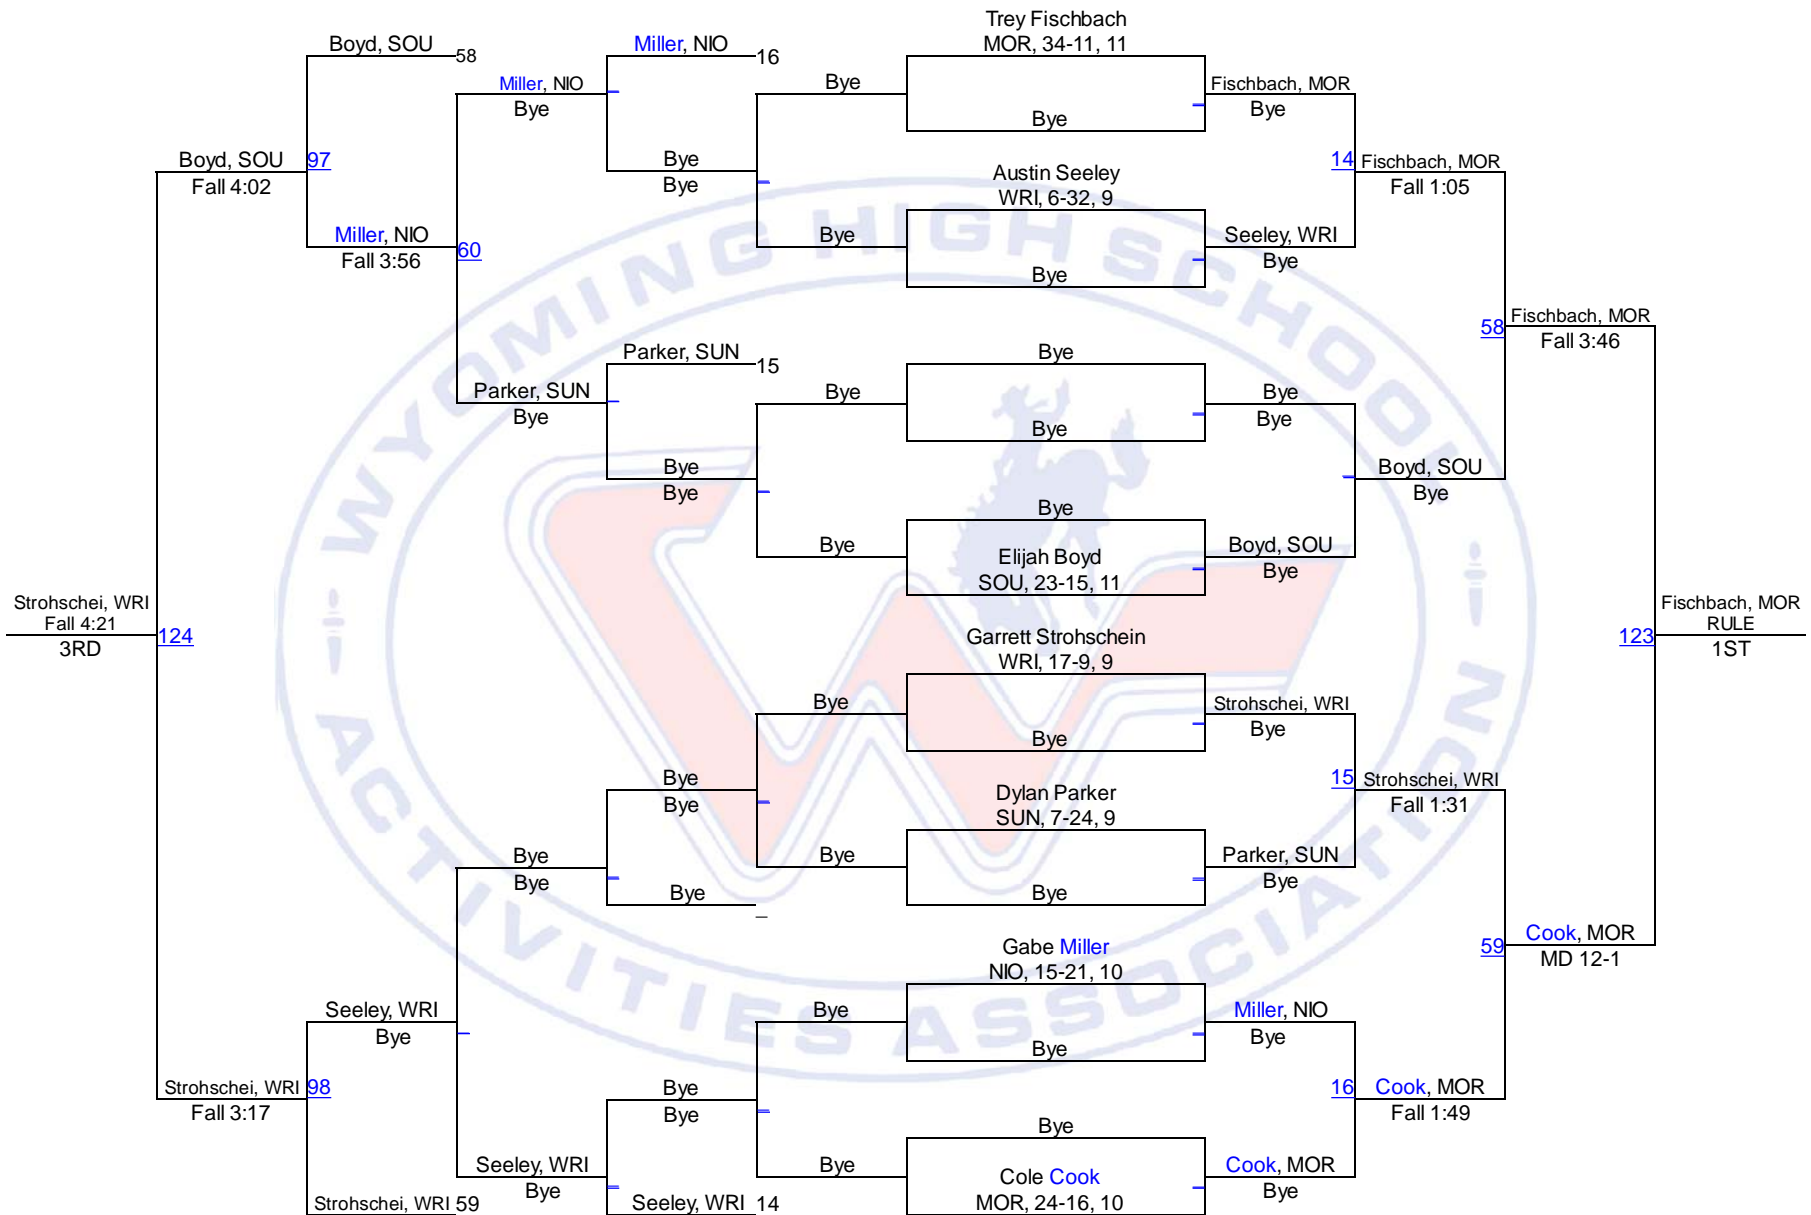 Trey Fischbach
MOR, 34-11, 11
Boyd, SOU
58
Miller, NIO
16
Miller, NIO
Bye
Bye
Fischbach, MOR
Bye
Bye
Boyd, SOU
Fall 4:02
97
Bye
Bye
Austin Seeley
WRI, 6-32, 9
14
Fischbach, MOR
Fall 1:05
Miller, NIO
Fall 3:56
60
Bye
Seeley, WRI
Bye
Bye
58
Fischbach, MOR
Fall 3:46
Parker, SUN
15
Bye
Parker, SUN
Bye
Bye
Bye
Bye
Bye
Bye
Bye
Boyd, SOU
Bye
Bye
Bye
Elijah Boyd
SOU, 23-15, 11
Boyd, SOU
Bye
Strohschei, WRI
Fall 4:21
3RD
124
Garrett Strohschein
WRI, 17-9, 9
123
Fischbach, MOR
RULE
1ST
Bye
Strohschei, WRI
Bye
Bye
Bye
Bye
Dylan Parker
SUN, 7-24, 9
15
Strohschei, WRI
Fall 1:31
Bye
Bye
Bye
Parker, SUN
Bye
Bye
Bye
Gabe Miller
NIO, 15-21, 10
59
Cook, MOR
MD 12-1
Seeley, WRI
Bye
Bye
Miller, NIO
Bye
Bye
Strohschei, WRI
Fall 3:17
98
Bye
Bye
16
Cook, MOR
Fall 1:49
Bye
Seeley, WRI
Bye
Bye
Cole Cook
MOR, 24-16, 10
Cook, MOR
Bye
Strohschei, WRI
59
Seeley, WRI
14
WYOMING HIGH SCHOOL
ACTIVITIES ASSOCIATION